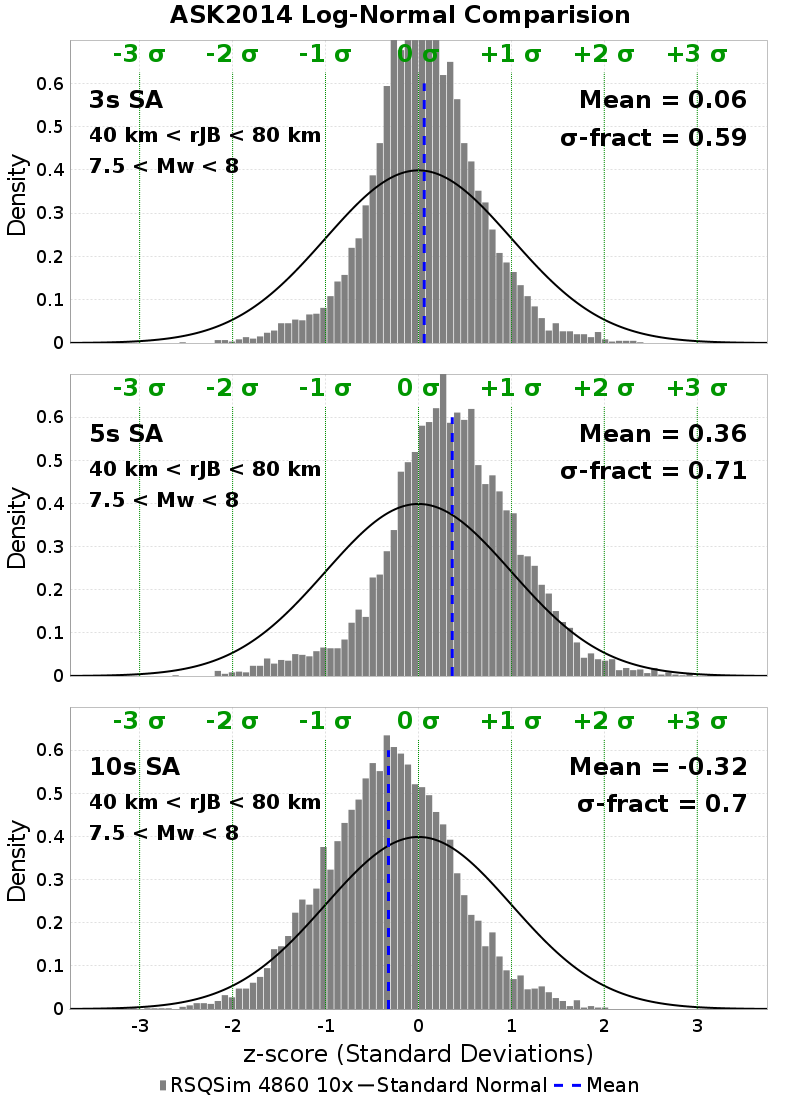 ASK2014 Log-Normal Comparision
-3 σ -2 σ -1 σ 0 σ +1 σ +2 σ +3 σ
3s SA
Mean = 0.06
40 km < rJB < 80 km
σ-fract = 0.59
7.5 < Mw < 8
Density
0.6
0.5
0.4
0.3
0.2
0.1
0
-3 σ -2 σ -1 σ 0 σ +1 σ +2 σ +3 σ
5s SA
Mean = 0.36
40 km < rJB < 80 km
σ-fract = 0.71
7.5 < Mw < 8
Density
0.6
0.5
0.4
0.3
0.2
0.1
0
-3 σ -2 σ -1 σ 0 σ +1 σ +2 σ +3 σ
10s SA
Mean = -0.32
40 km < rJB < 80 km
σ-fract = 0.7
7.5 < Mw < 8
Density
0.6
0.5
0.4
0.3
0.2
0.1
0
-3 -2 -1 0 1 2 3
z-score (Standard Deviations)
RSQSim 4860 10x Standard Normal Mean